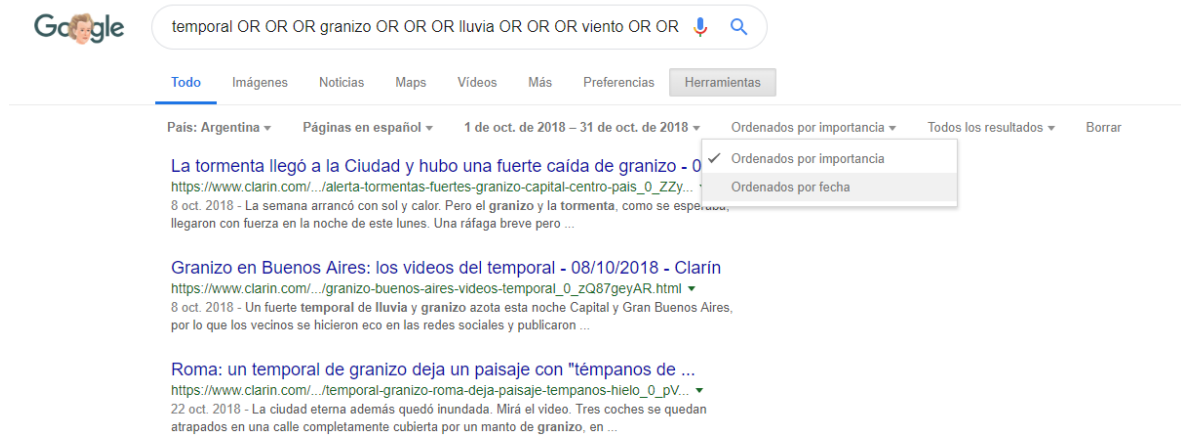 Google
temporal OR OR OR granizo OR OR OR lluvia OR OR OR viento OR OR
Todo Imágenes Noticias Maps Vídeos Más Preferencias Herramientas
País: Argentina Páginas en español 1 de oct. de 2018 – 31 de oct. de 2018 Ordenados por importancia Todos los resultados Borrar
Ordenados por importancia
Ordenados por fecha
La tormenta llegó a la Ciudad y hubo una fuerte caída de granizo - 0
https://www.clarin.com/.../alerta-tormentas-fuertes-granizo-capital-centro-pais_0_ZZy...
8 oct. 2018 - La semana arrancó con sol y calor. Pero el granizo y la tormenta, como se esperaba,
llegaron con fuerza en la noche de este lunes. Una ráfaga breve pero ...
Granizo en Buenos Aires: los videos del temporal - 08/10/2018 - Clarín
https://www.clarin.com/.../granizo-buenos-aires-videos-temporal_0_zQ87geyAR.html
8 oct. 2018 - Un fuerte temporal de lluvia y granizo azota esta noche Capital y Gran Buenos Aires,
por lo que los vecinos se hicieron eco en las redes sociales y publicaron ...
Roma: un temporal de granizo deja un paisaje con "témpanos de ...
https://www.clarin.com/.../temporal-granizo-roma-deja-paisaje-tempanos-hielo_0_pV...
22 oct. 2018 - La ciudad eterna además quedó inundada. Mirá el video. Tres coches se quedan
atrapados en una calle completamente cubierta por un manto de granizo, en ...